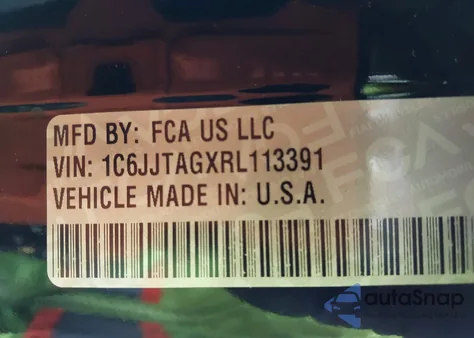 MFD BY: FCA US LLC
VIN: 1C6JJTAGXRL113391
VEHICLE MADE IN: U.S.A.
autoSnap